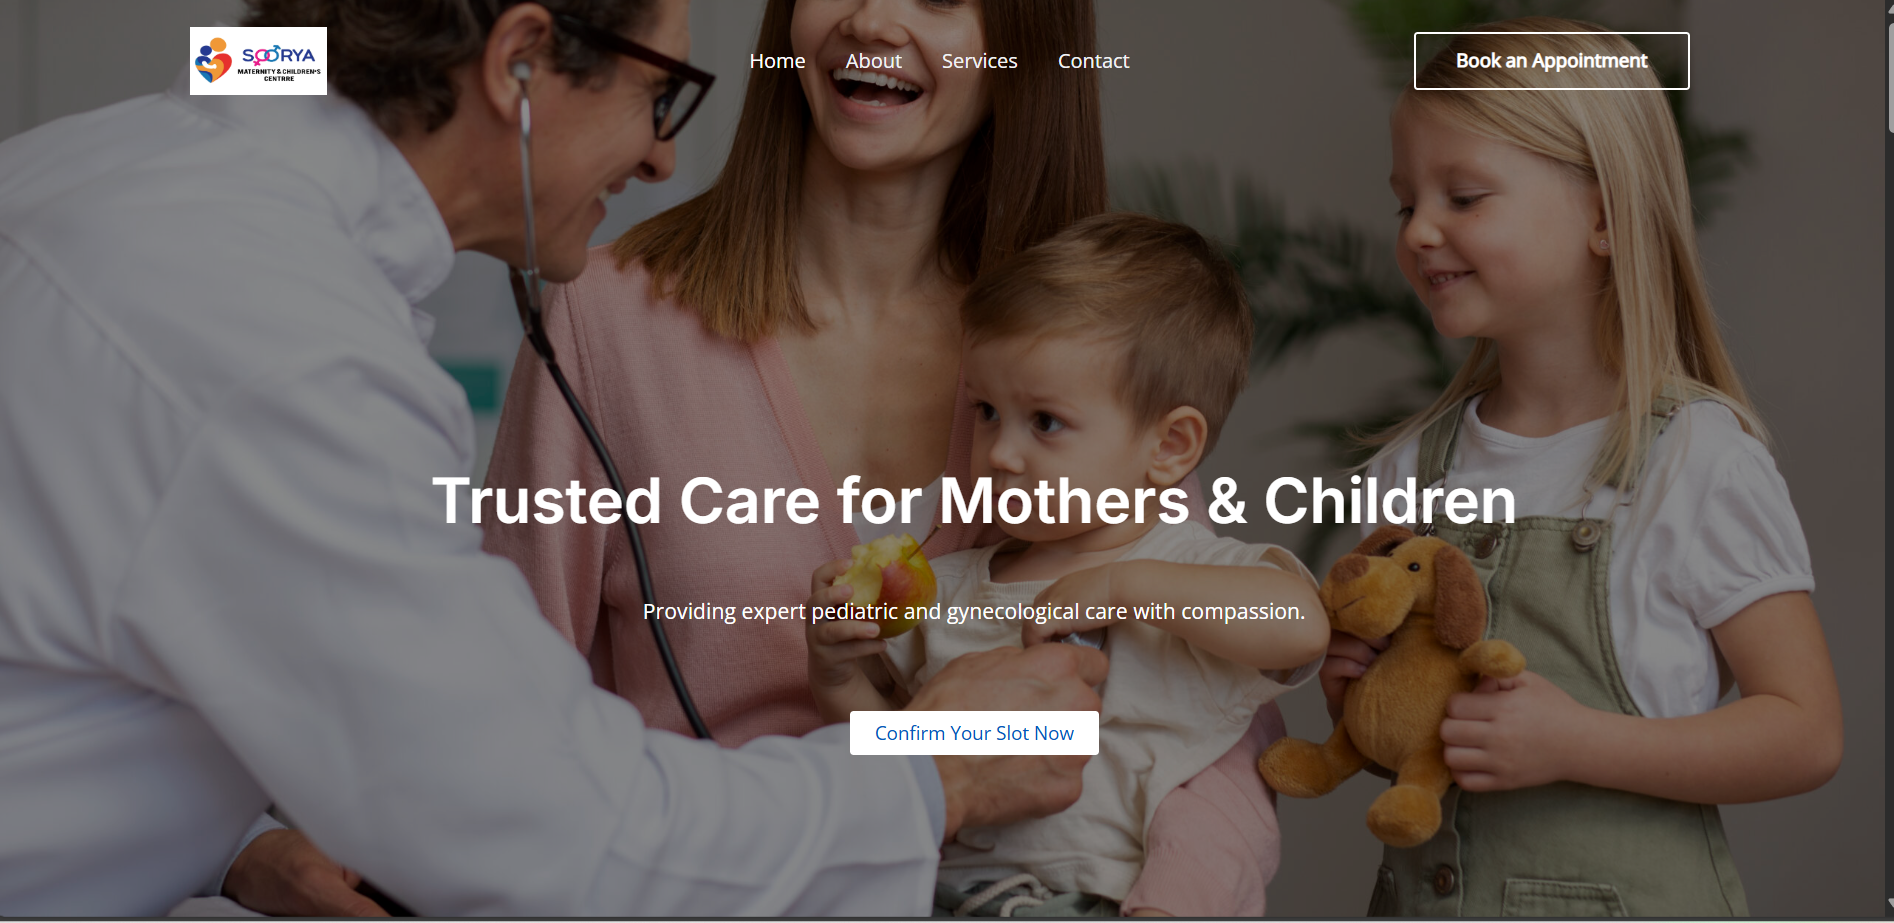 SOORYA
MATERNITY & CHILDREN'S
CENTRRE
Home
About
Services
Contact
Book an Appointment
Trusted Care for Mothers & Children
Providing expert pediatric and gynecological care with compassion.
Confirm Your Slot Now